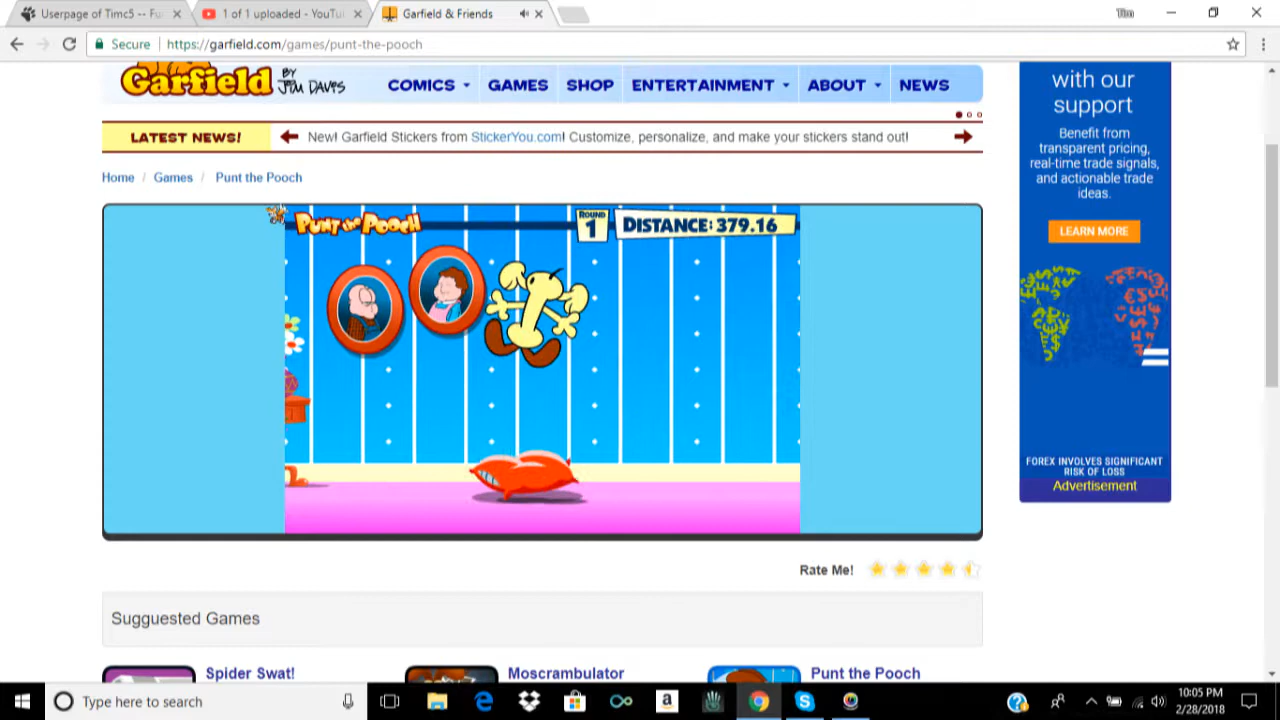 Userpage of Timc5 -- Fu
1 of 1 uploaded - YouTu
Garfield & Friends
Tim
Secure
https://garfield.com/games/punt-the-pooch
Garfield BY JIM DAVIS
COMICS
GAMES
SHOP
ENTERTAINMENT
ABOUT
NEWS
LATEST NEWS!
New! Garfield Stickers from StickerYou.com! Customize, personalize, and make your stickers stand out!
Home / Games / Punt the Pooch
PUNT the POOCH
ROUND
1
DISTANCE: 379.16
Rate Me!
Sugguested Games
Spider Swat!
Moscrambulator
Punt the Pooch
with our
support
Benefit from
transparent pricing,
real-time trade signals,
and actionable trade
ideas.
LEARN MORE
FOREX INVOLVES SIGNIFICANT
RISK OF LOSS
Advertisement
Type here to search
10:05 PM
2/28/2018